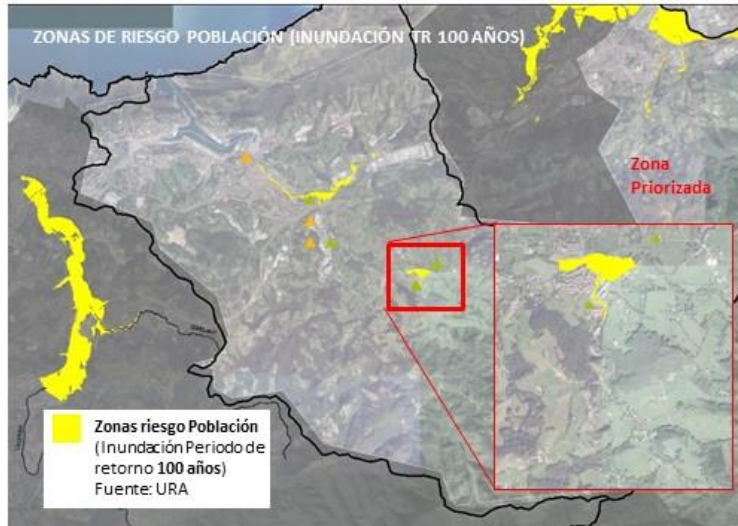 ZONAS DE RIESGO POBLACIÓN (INUNDACIÓN TR 100 AÑOS)
Zona
Priorizada
Zonas riesgo Población
(Inundación Periodo de
retorno 100 años)
Fuente: URA